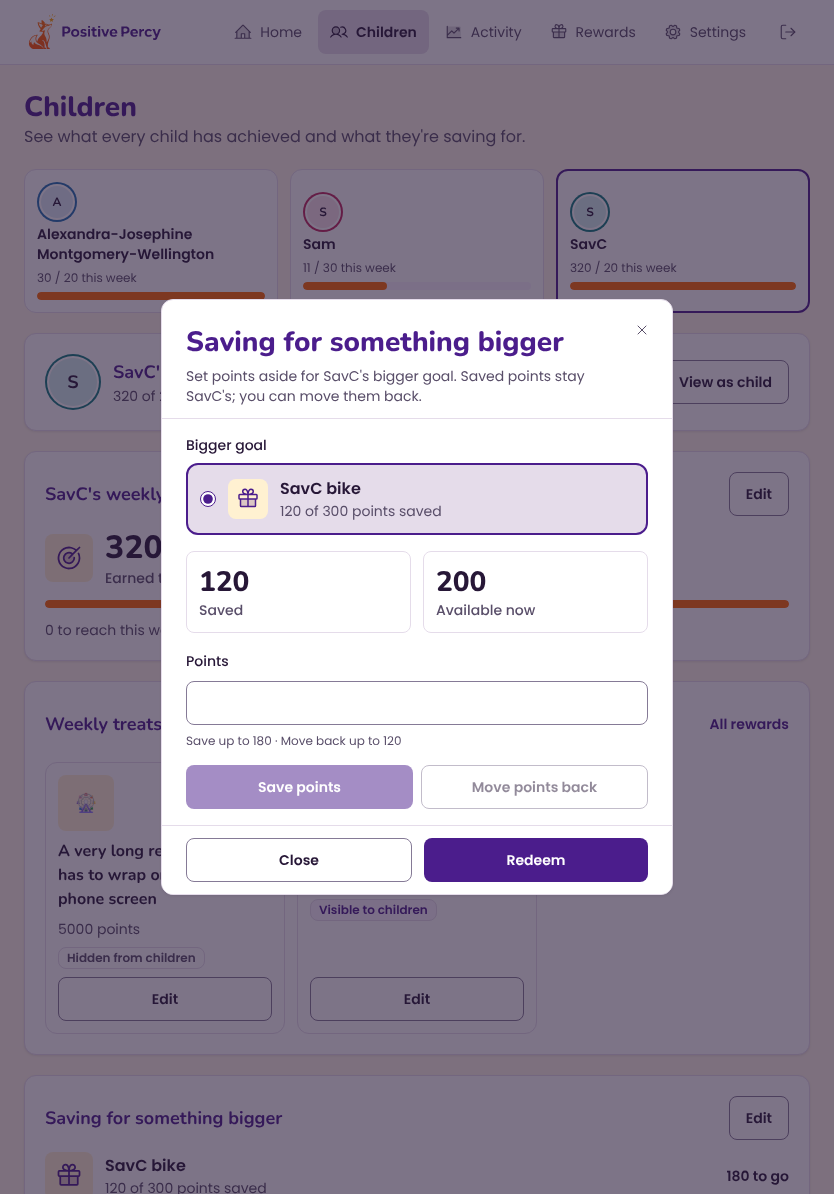 Positive Percy
Home
Children
Activity
Rewards
Settings
Children
See what every child has achieved and what they're saving for.
A
Alexandra-Josephine
Montgomery-Wellington
30 / 20 this week
S
Sam
11 / 30 this week
S
SavC
320 / 20 this week
S
SavC'
320 of
View as child
Saving for something bigger
Set points aside for SavC's bigger goal. Saved points stay
SavC's; you can move them back.
Bigger goal
SavC bike
120 of 300 points saved
120
Saved
200
Available now
Points
Save up to 180 · Move back up to 120
Save points
Move points back
Close
Redeem
SavC's weekly
Edit
320
Earned t
0 to reach this w
Weekly treats
All rewards
A very long re
has to wrap o
phone screen
5000 points
Hidden from children
Edit
Visible to children
Edit
Saving for something bigger
Edit
SavC bike
120 of 300 points saved
180 to go